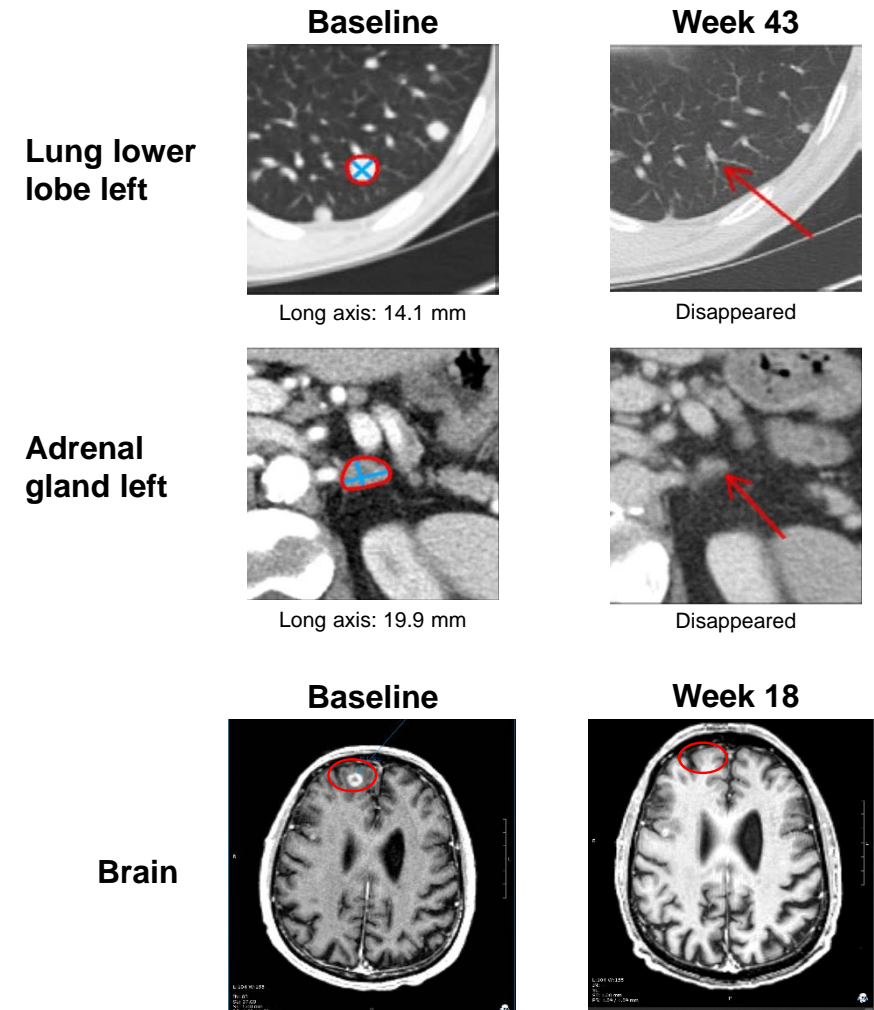 Baseline
Week 43
Lung lower
lobe left
Long axis: 14.1 mm
Disappeared
Adrenal
gland left
Long axis: 19.9 mm
Disappeared
Baseline
Week 18
Brain